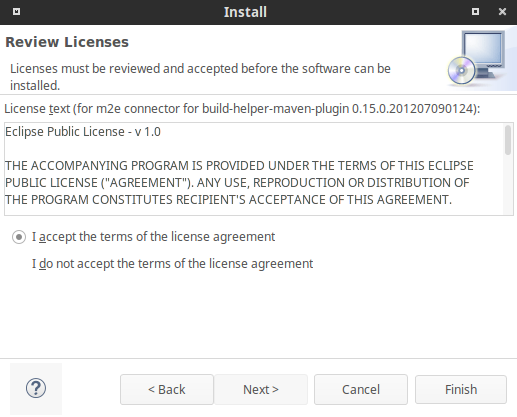 Install
Review Licenses
Licenses must be reviewed and accepted before the software can be
installed.
License text (for m2e connector for build-helper-maven-plugin 0.15.0.201207090124):
Eclipse Public License - v 1.0
THE ACCOMPANYING PROGRAM IS PROVIDED UNDER THE TERMS OF THIS ECLIPSE
PUBLIC LICENSE ("AGREEMENT"). ANY USE, REPRODUCTION OR DISTRIBUTION OF
THE PROGRAM CONSTITUTES RECIPIENT'S ACCEPTANCE OF THIS AGREEMENT.
I accept the terms of the license agreement
I do not accept the terms of the license agreement
? < Back Next > Cancel Finish